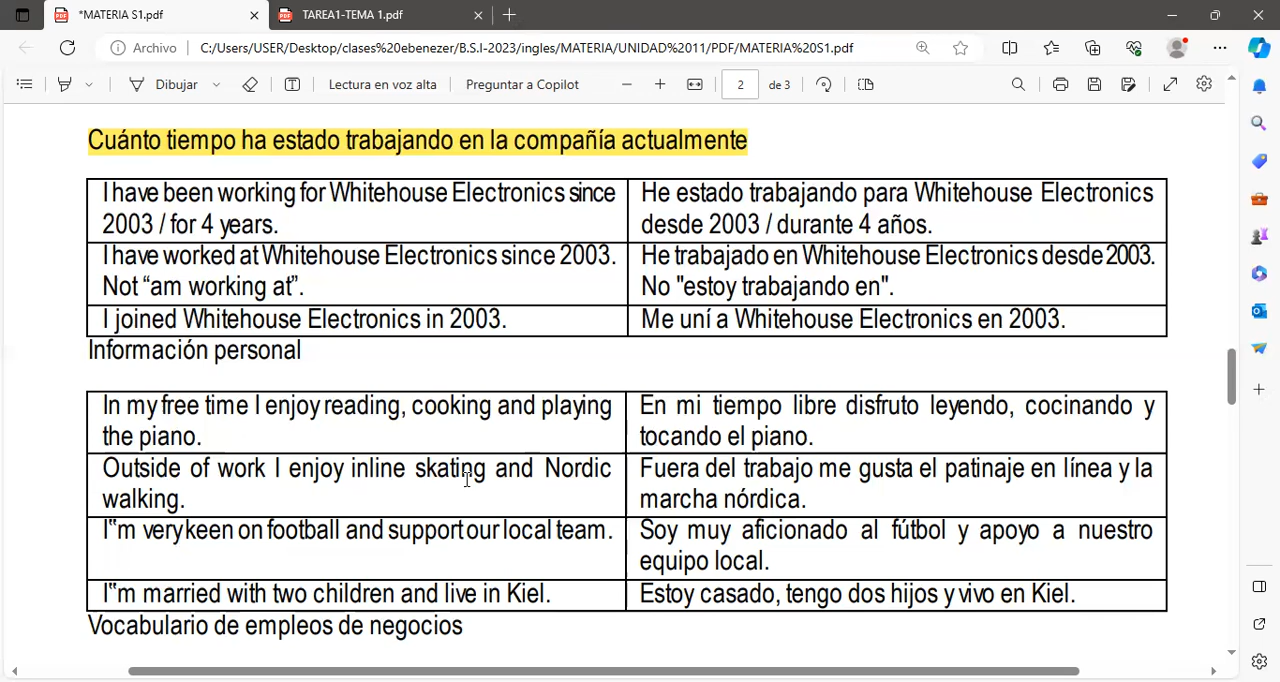 *MATERIA S1.pdf
TAREA1-TEMA 1.pdf
Archivo
C:/Users/USER/Desktop/clases%20ebenezer/B.S.I-2023/ingles/MATERIA/UNIDAD%2011/PDF/MATERIA%20S1.pdf
Dibujar
Lectura en voz alta
Preguntar a Copilot
2
de 3
Cuánto tiempo ha estado trabajando en la compañía actualmente
I have been working for Whitehouse Electronics since
2003 / for 4 years.
He estado trabajando para Whitehouse Electronics
desde 2003 / durante 4 años.
I have worked at Whitehouse Electronics since 2003.
Not “am working at”.
He trabajado en Whitehouse Electronics desde 2003.
No "estoy trabajando en".
I joined Whitehouse Electronics in 2003.
Me uní a Whitehouse Electronics en 2003.
Información personal
In my free time I enjoy reading, cooking and playing
the piano.
En mi tiempo libre disfruto leyendo, cocinando y
tocando el piano.
Outside of work I enjoy inline skating and Nordic
walking.
Fuera del trabajo me gusta el patinaje en línea y la
marcha nórdica.
I‟m very keen on football and support our local team.
Soy muy aficionado al fútbol y apoyo a nuestro
equipo local.
I‟m married with two children and live in Kiel.
Estoy casado, tengo dos hijos y vivo en Kiel.
Vocabulario de empleos de negocios